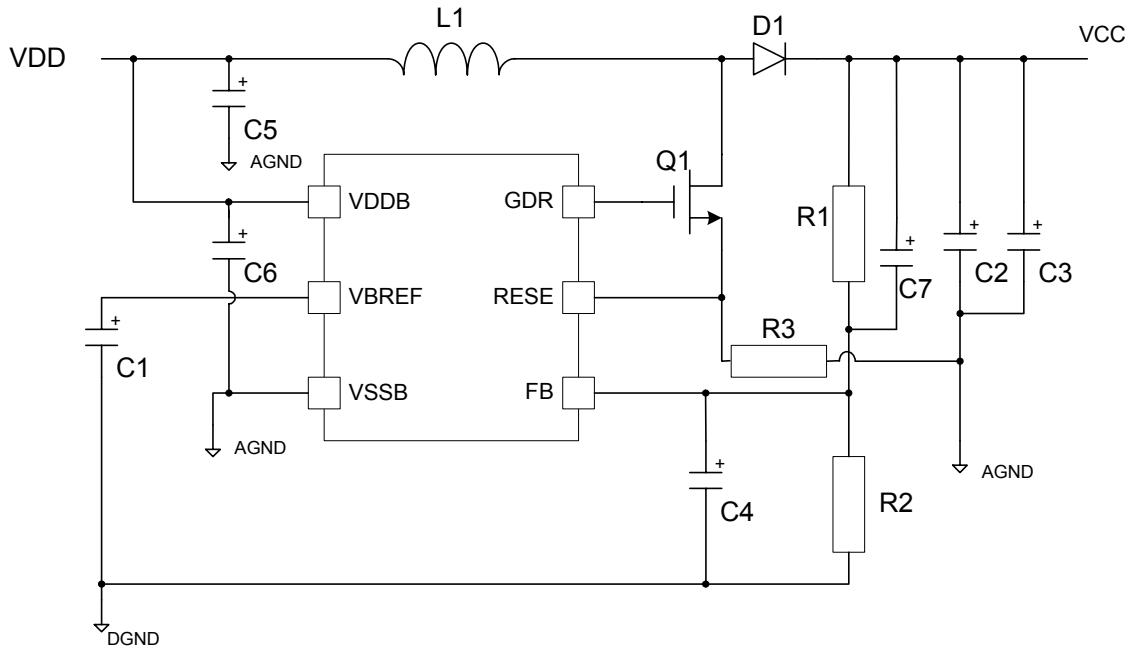 L1
D1
VCC
VDD
+
C5
AGND
Q1
VDDB
GDR
R1
+
C6
+
C7
+
C2
+
C3
VBREF
RESE
+
C1
R3
VSSB
FB
AGND
+
C4
R2
AGND
DGND